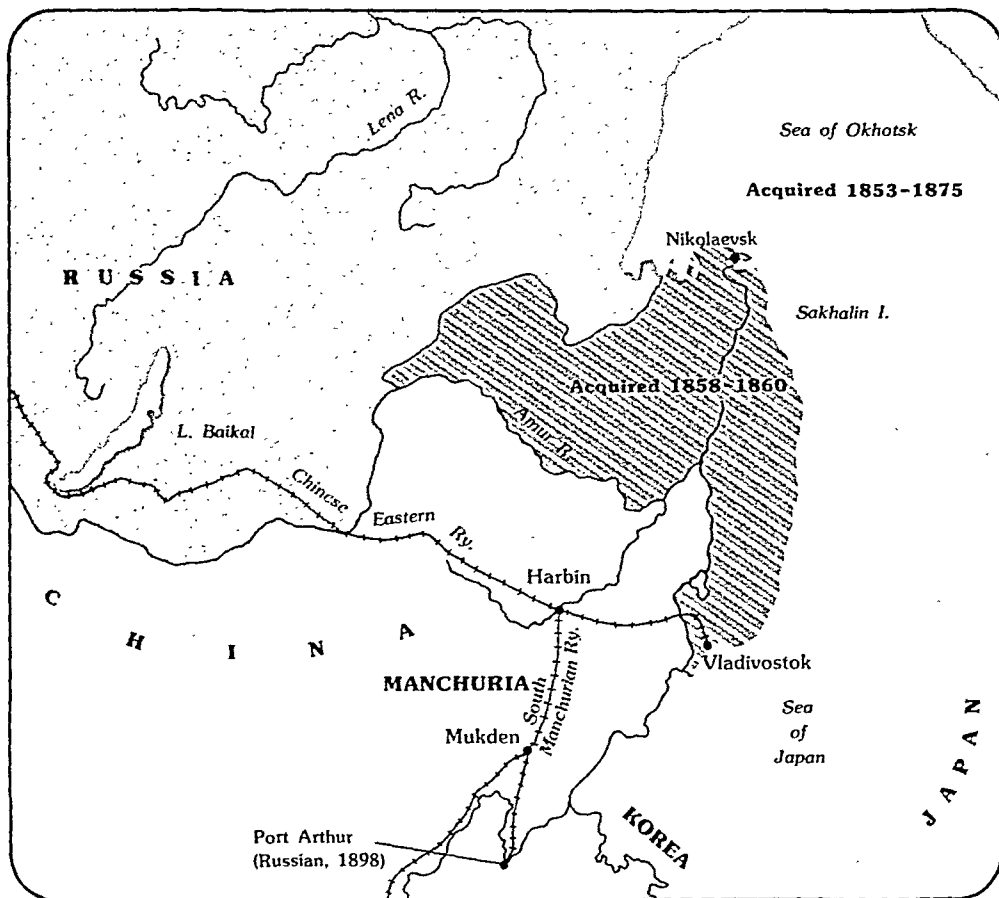 Lena R.
Sea of Okhotsk
Acquired 1853-1875
Nikolaevsk
RUSSIA
Sakhalin I.
Acquired 1858-1860
Amur R.
L. Baikal
Chinese
Eastern
Ry.
Harbin
CHINA
Vladivostok
MANCHURIA
South
Manchurian Ry.
Mukden
Sea
of
Japan
JAPAN
KOREA
Port Arthur
(Russian, 1898)